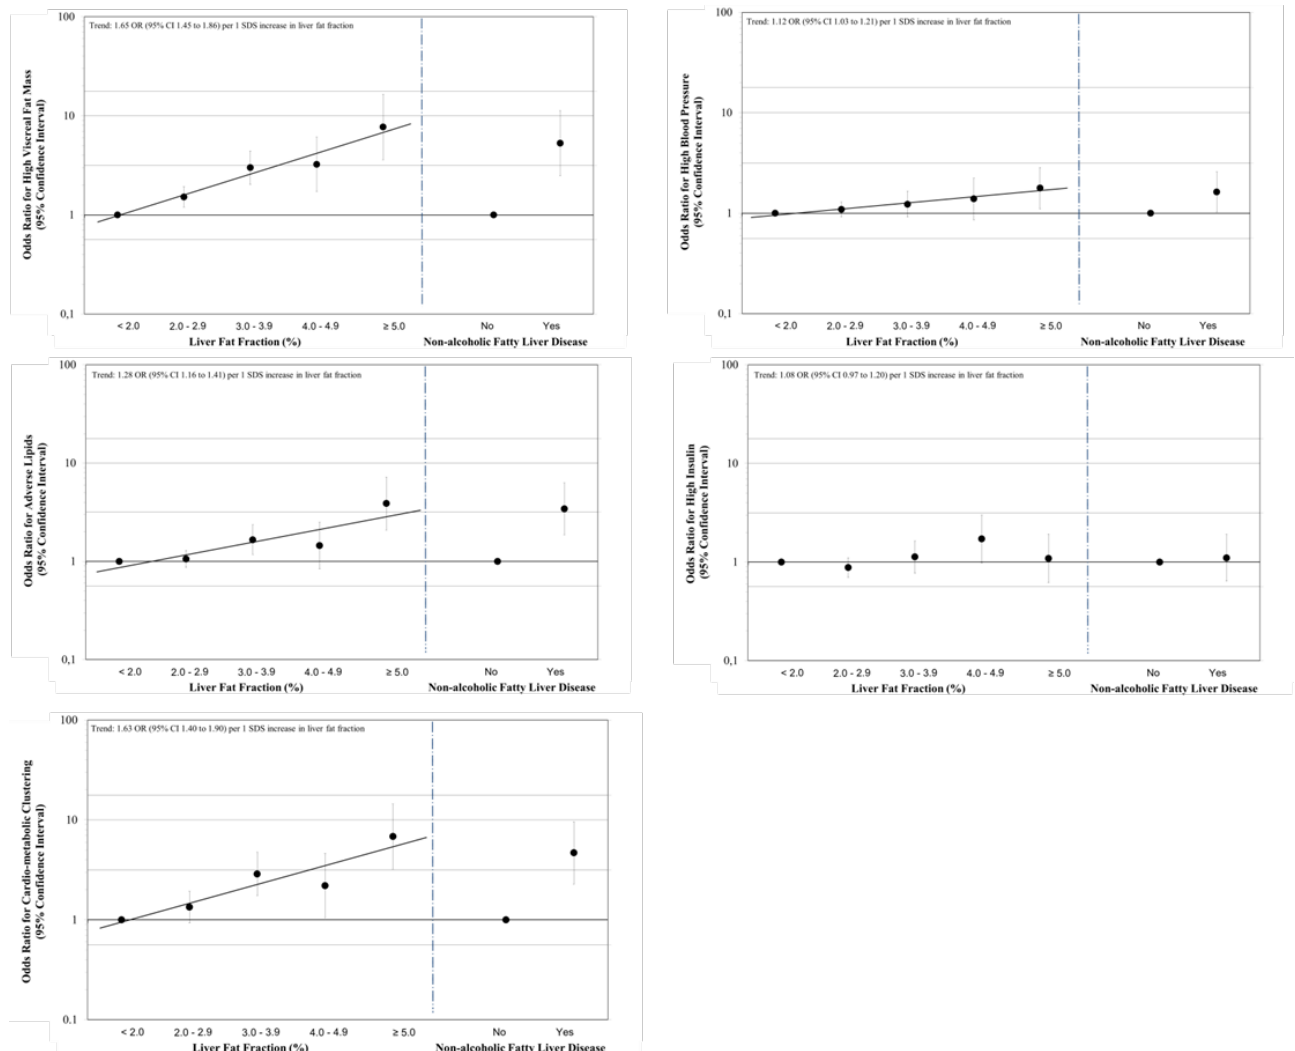 Trend: 1.65 OR (95% CI 1.45 to 1.86) per 1 SDS increase in liver fat fraction
Odds Ratio for High Viscreal Fat Mass
(95% Confidence Interval)
100
10
1
0,1
< 2.0
2.0 - 2.9
3.0 - 3.9
4.0 - 4.9
≥ 5.0
No
Yes
Liver Fat Fraction (%)
Non-alcoholic Fatty Liver Disease
Trend: 1.12 OR (95% CI 1.03 to 1.21) per 1 SDS increase in liver fat fraction
Odds Ratio for High Blood Pressure
(95% Confidence Interval)
100
10
1
0,1
< 2.0
2.0 - 2.9
3.0 - 3.9
4.0 - 4.9
≥ 5.0
No
Yes
Liver Fat Fraction (%)
Non-alcoholic Fatty Liver Disease
Trend: 1.28 OR (95% CI 1.16 to 1.41) per 1 SDS increase in liver fat fraction
Odds Ratio for Adverse Lipids
(95% Confidence Interval)
100
10
1
0,1
< 2.0
2.0 - 2.9
3.0 - 3.9
4.0 - 4.9
≥ 5.0
No
Yes
Liver Fat Fraction (%)
Non-alcoholic Fatty Liver Disease
Trend: 1.08 OR (95% CI 0.97 to 1.20) per 1 SDS increase in liver fat fraction
Odds Ratio for High Insulin
(95% Confidence Interval)
100
10
1
0,1
< 2.0
2.0 - 2.9
3.0 - 3.9
4.0 - 4.9
≥ 5.0
No
Yes
Liver Fat Fraction (%)
Non-alcoholic Fatty Liver Disease
Trend: 1.63 OR (95% CI 1.40 to 1.90) per 1 SDS increase in liver fat fraction
Odds Ratio for Cardio-metabolic Clustering
(95% Confidence Interval)
100
10
1
0.1
< 2.0
2.0 - 2.9
3.0 - 3.9
4.0 - 4.9
≥ 5.0
No
Yes
Liver Fat Fraction (%)
Non-alcoholic Fatty Liver Disease